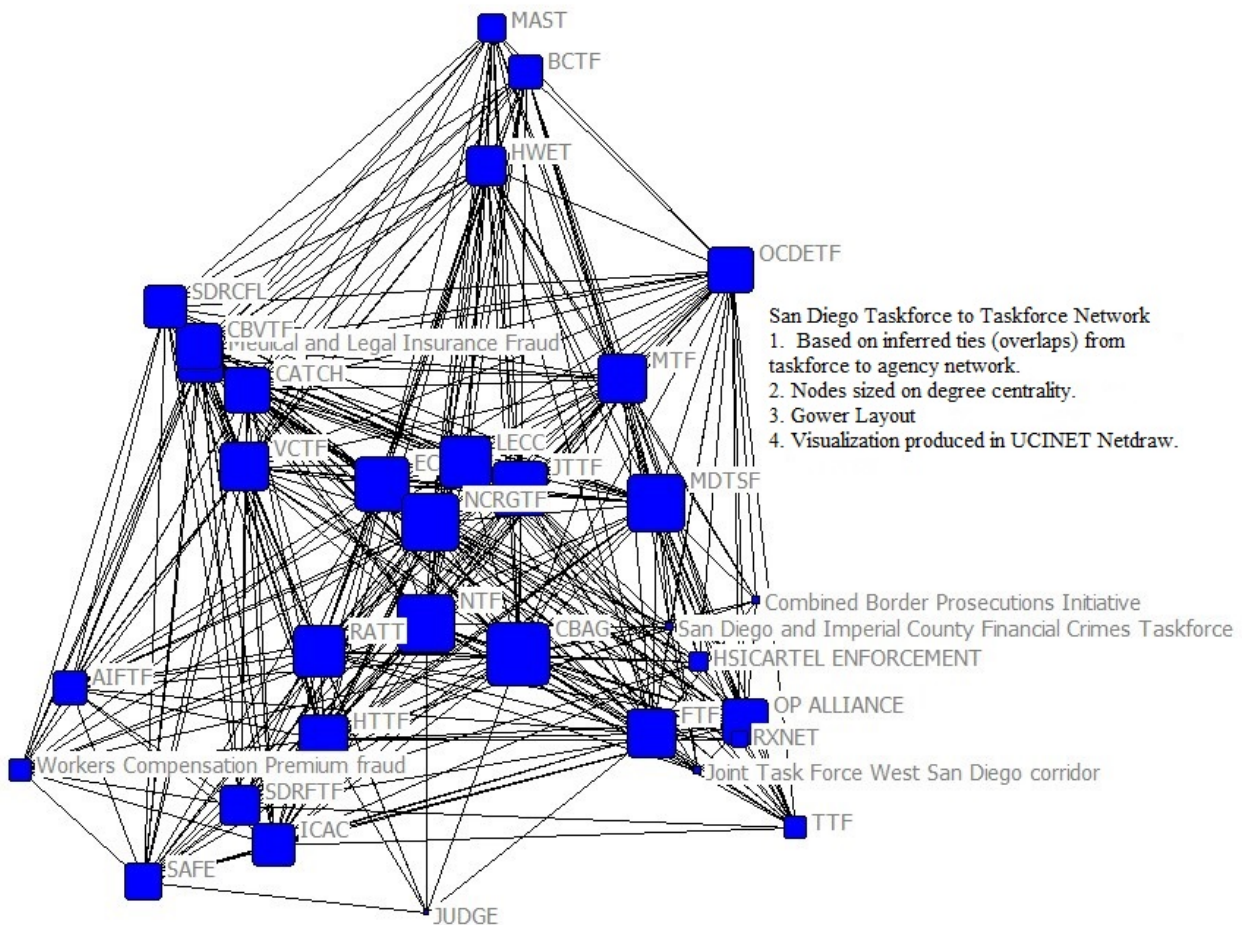 MAST
BCTF
HWET
OCDETF
SDRCFL
San Diego Taskforce to Taskforce Network
1. Based on inferred ties (overlaps) from
taskforce to agency network.
2. Nodes sized on degree centrality.
3. Gower Layout
4. Visualization produced in UCINET Netdraw.
CBVTF
Medical and Legal Insurance Fraud
MTF
CATCH
VCTF
LECC
EC
JTTF
MDTSF
NCRGTF
NTF
Combined Border Prosecutions Initiative
RATT
CBAG
San Diego and Imperial County Financial Crimes Taskforce
HSICARTEL ENFORCEMENT
AIFTF
OP ALLIANCE
HTTF
FTF
RXNET
Workers Compensation Premium fraud
Joint Task Force West San Diego corridor
SDRFTF
ICAC
TTF
SAFE
JUDGE